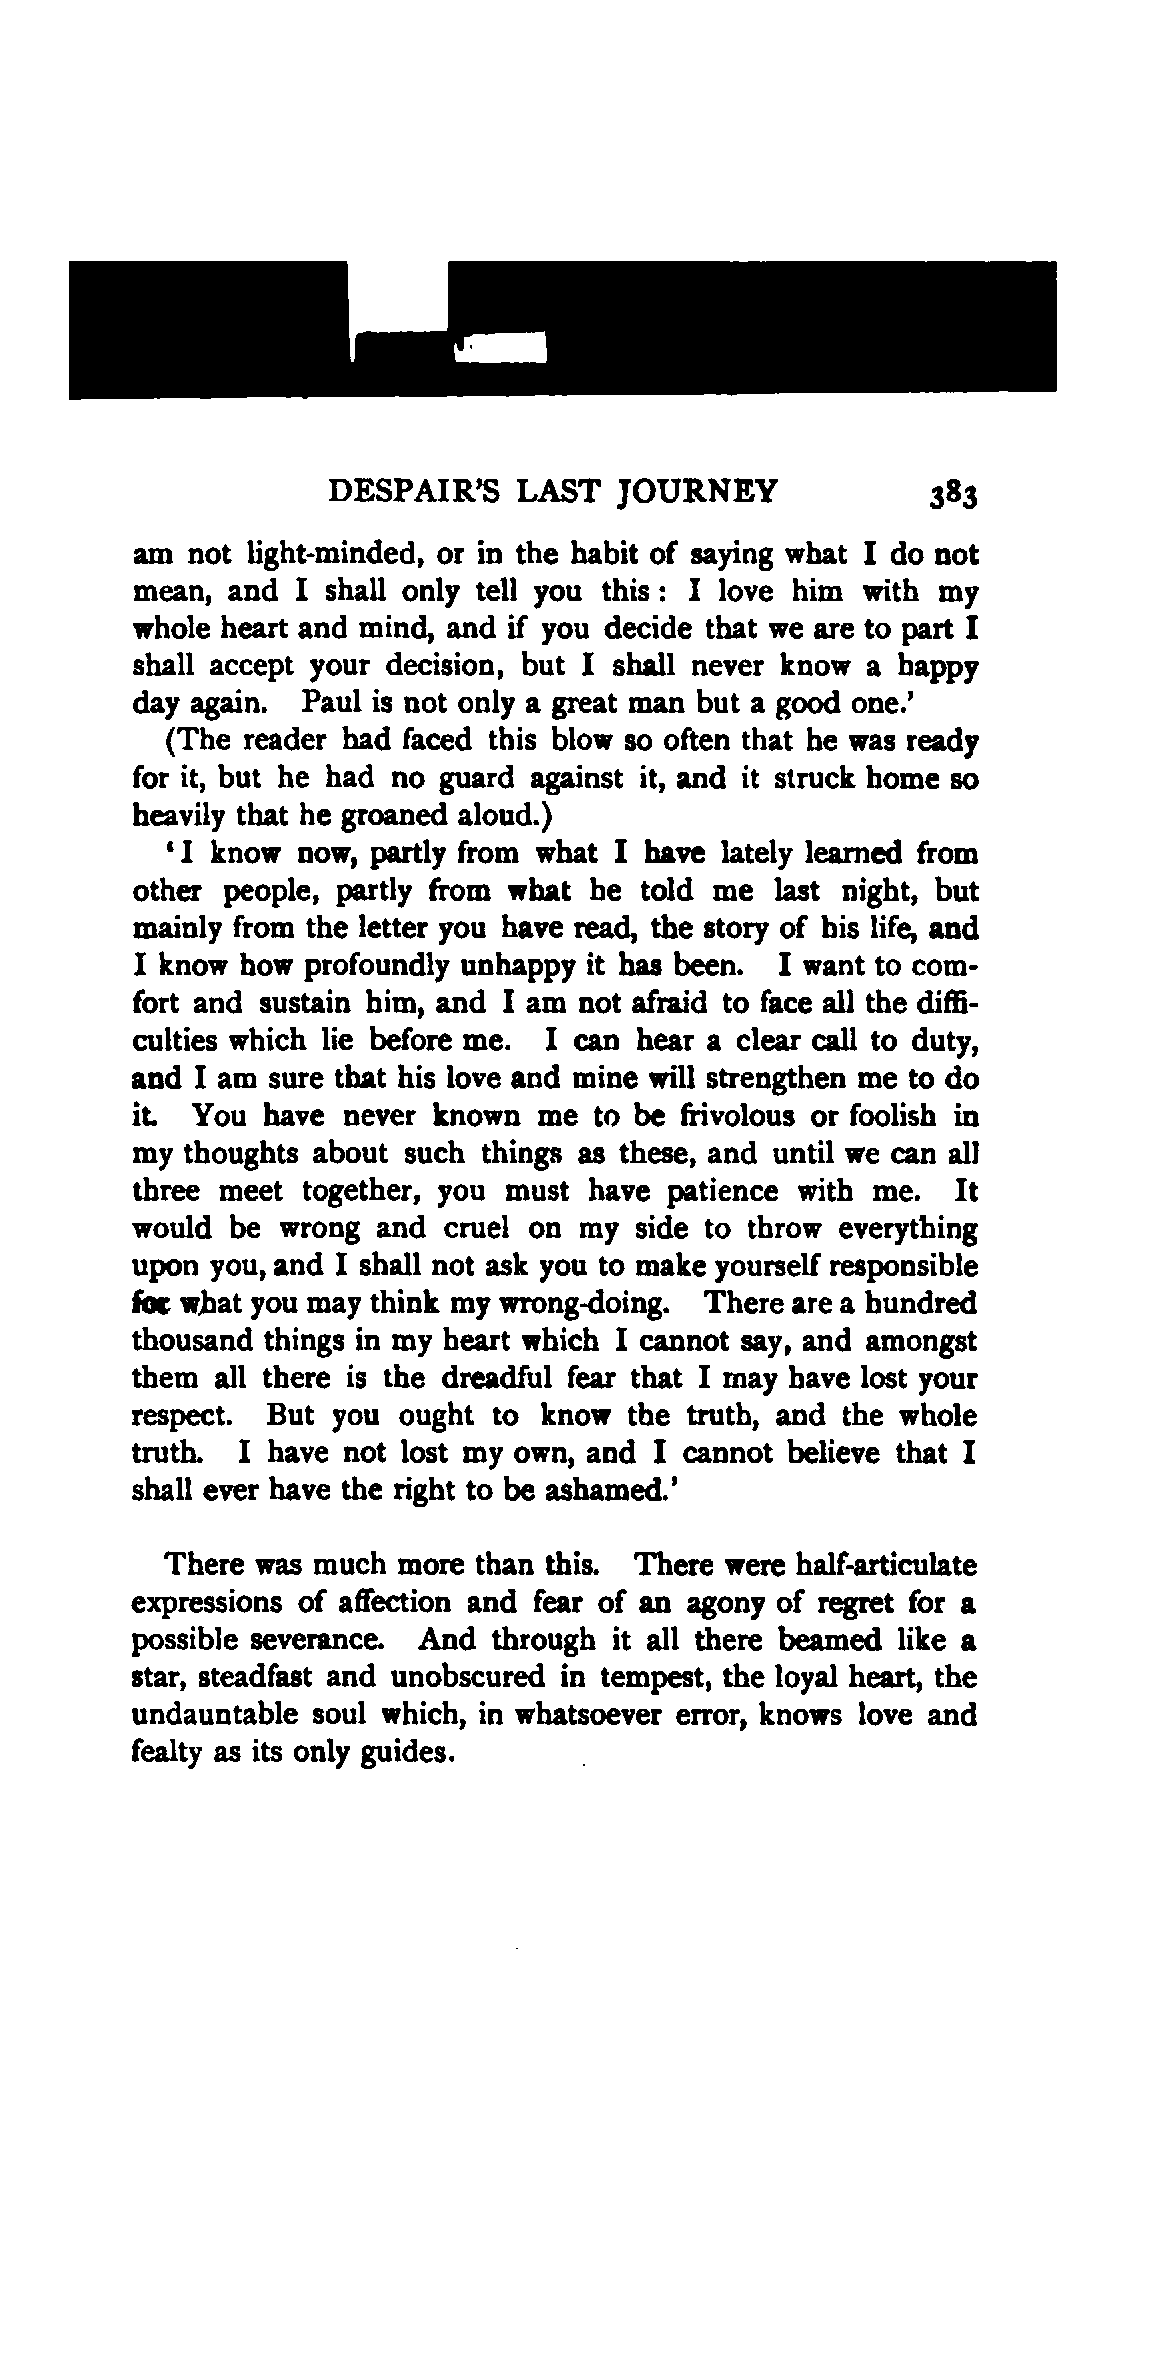 DESPAIR'S LAST JOURNEY 383
am not light-minded, or in the habit of saying what I do not
mean, and I shall only tell you this : I love him with my
whole heart and mind, and if you decide that we are to part I
shall accept your decision, but I shall never know a happy
day again. Paul is not only a great man but a good one.'
(The reader had faced this blow so often that he was ready
for it, but he had no guard against it, and it struck home so
heavily that he groaned aloud.)
'I know now, partly from what I have lately learned from
other people, partly from what he told me last night, but
mainly from the letter you have read, the story of his life, and
I know how profoundly unhappy it has been. I want to com-
fort and sustain him, and I am not afraid to face all the diffi-
culties which lie before me. I can hear a clear call to duty,
and I am sure that his love and mine will strengthen me to do
it. You have never known me to be frivolous or foolish in
my thoughts about such things as these, and until we can all
three meet together, you must have patience with me. It
would be wrong and cruel on my side to throw everything
upon you, and I shall not ask you to make yourself responsible
for what you may think my wrong-doing. There are a hundred
thousand things in my heart which I cannot say, and amongst
them all there is the dreadful fear that I may have lost your
respect. But you ought to know the truth, and the whole
truth. I have not lost my own, and I cannot believe that I
shall ever have the right to be ashamed.'
There was much more than this. There were half-articulate
expressions of affection and fear of an agony of regret for a
possible severance. And through it all there beamed like a
star, steadfast and unobscured in tempest, the loyal heart, the
undauntable soul which, in whatsoever error, knows love and
fealty as its only guides.